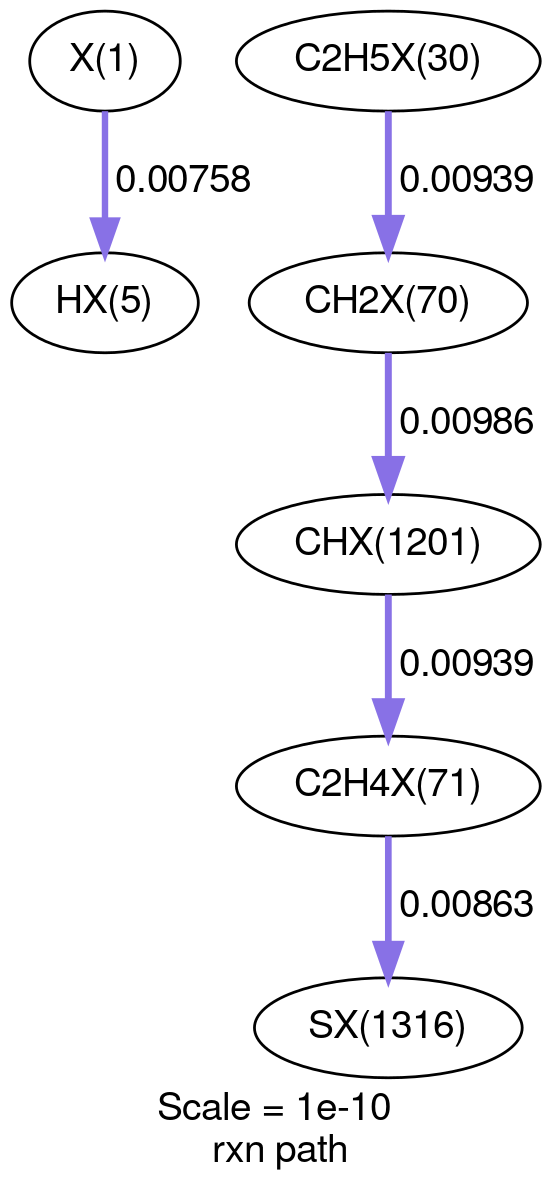 X(1)
C2H5X(30)
0.00758
0.00939
HX(5)
CH2X(70)
0.00986
CHX(1201)
0.00939
C2H4X(71)
0.00863
SX(1316)
Scale = 1e-10
rxn path